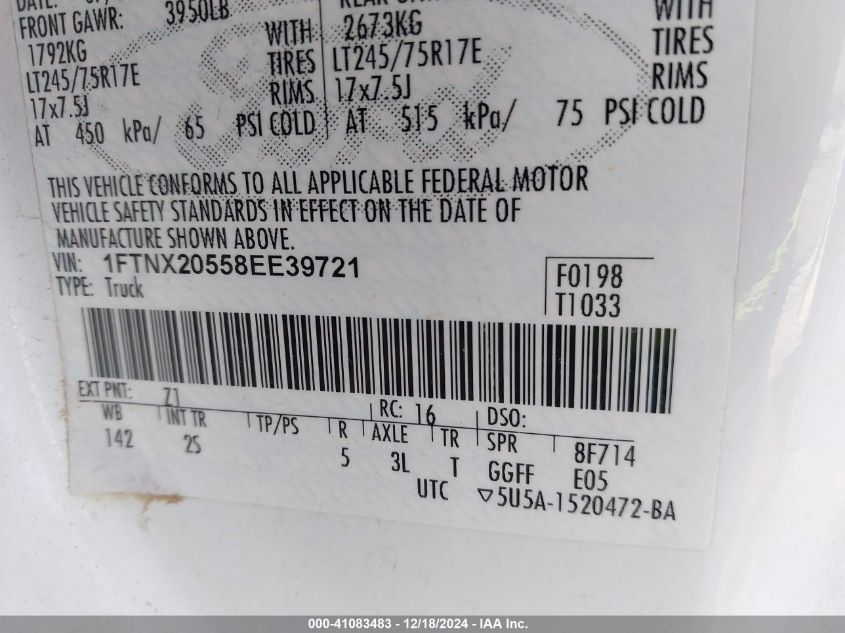 DATE:
FRONT GAWR: 3950LB
1792KG WITH
LT245/75R17E TIRES
17x7.5J RIMS
AT 450 kPa/ 65 PSI COLD
2673KG WITH
LT245/75R17E TIRES
17x7.5J RIMS
AT 515 kPa/ 75 PSI COLD
THIS VEHICLE CONFORMS TO ALL APPLICABLE FEDERAL MOTOR
VEHICLE SAFETY STANDARDS IN EFFECT ON THE DATE OF
MANUFACTURE SHOWN ABOVE.
VIN: 1FTNX20558EE39721
TYPE: Truck
F0198
T1033
EXT PNT: Z1 RC: 16 DSO:
WB INT TR TP/PS R AXLE TR SPR 8F714
142 2S 5 3L T GGFF E05
UTC ▽5U5A-1520472-BA
000-41083483 - 12/18/2024 - IAA Inc.